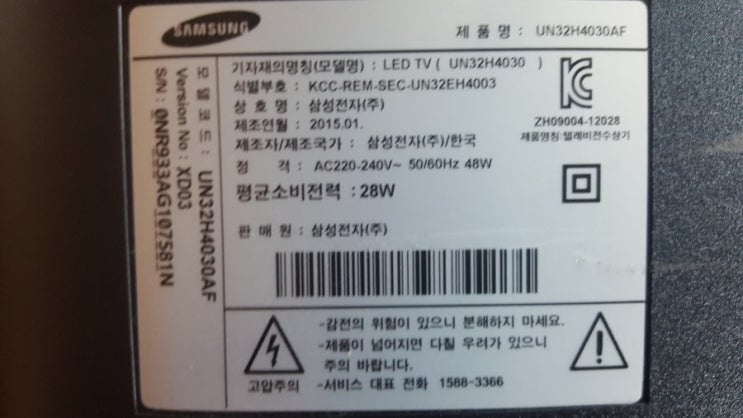 SAMSUNG
제 품 명 : UN32H4030AF
기자재의명칭(모델명) : LED TV ( UN32H4030 )
식별부호 : KCC-REM-SEC-UN32EH4003
상 호 명 : 삼성전자(주)
제조연월 : 2015.01.
제조자/제조국가 : 삼성전자(주)/한국
정 격 : AC220-240V~ 50/60Hz 48W
평균소비전력 : 28W
판 매 원 : 삼성전자(주)
ZH09004-12028
제품명칭:텔레비전수상기
모 델 코 드 : UN32H4030AF
Version No : XD03
S/N : 0NR933AG107581N
고압주의
-감전의 위험이 있으니 분해하지 마세요.
-제품이 넘어지면 다칠 우려가 있으니
주의 바랍니다.
-서비스 대표 전화 1588-3366